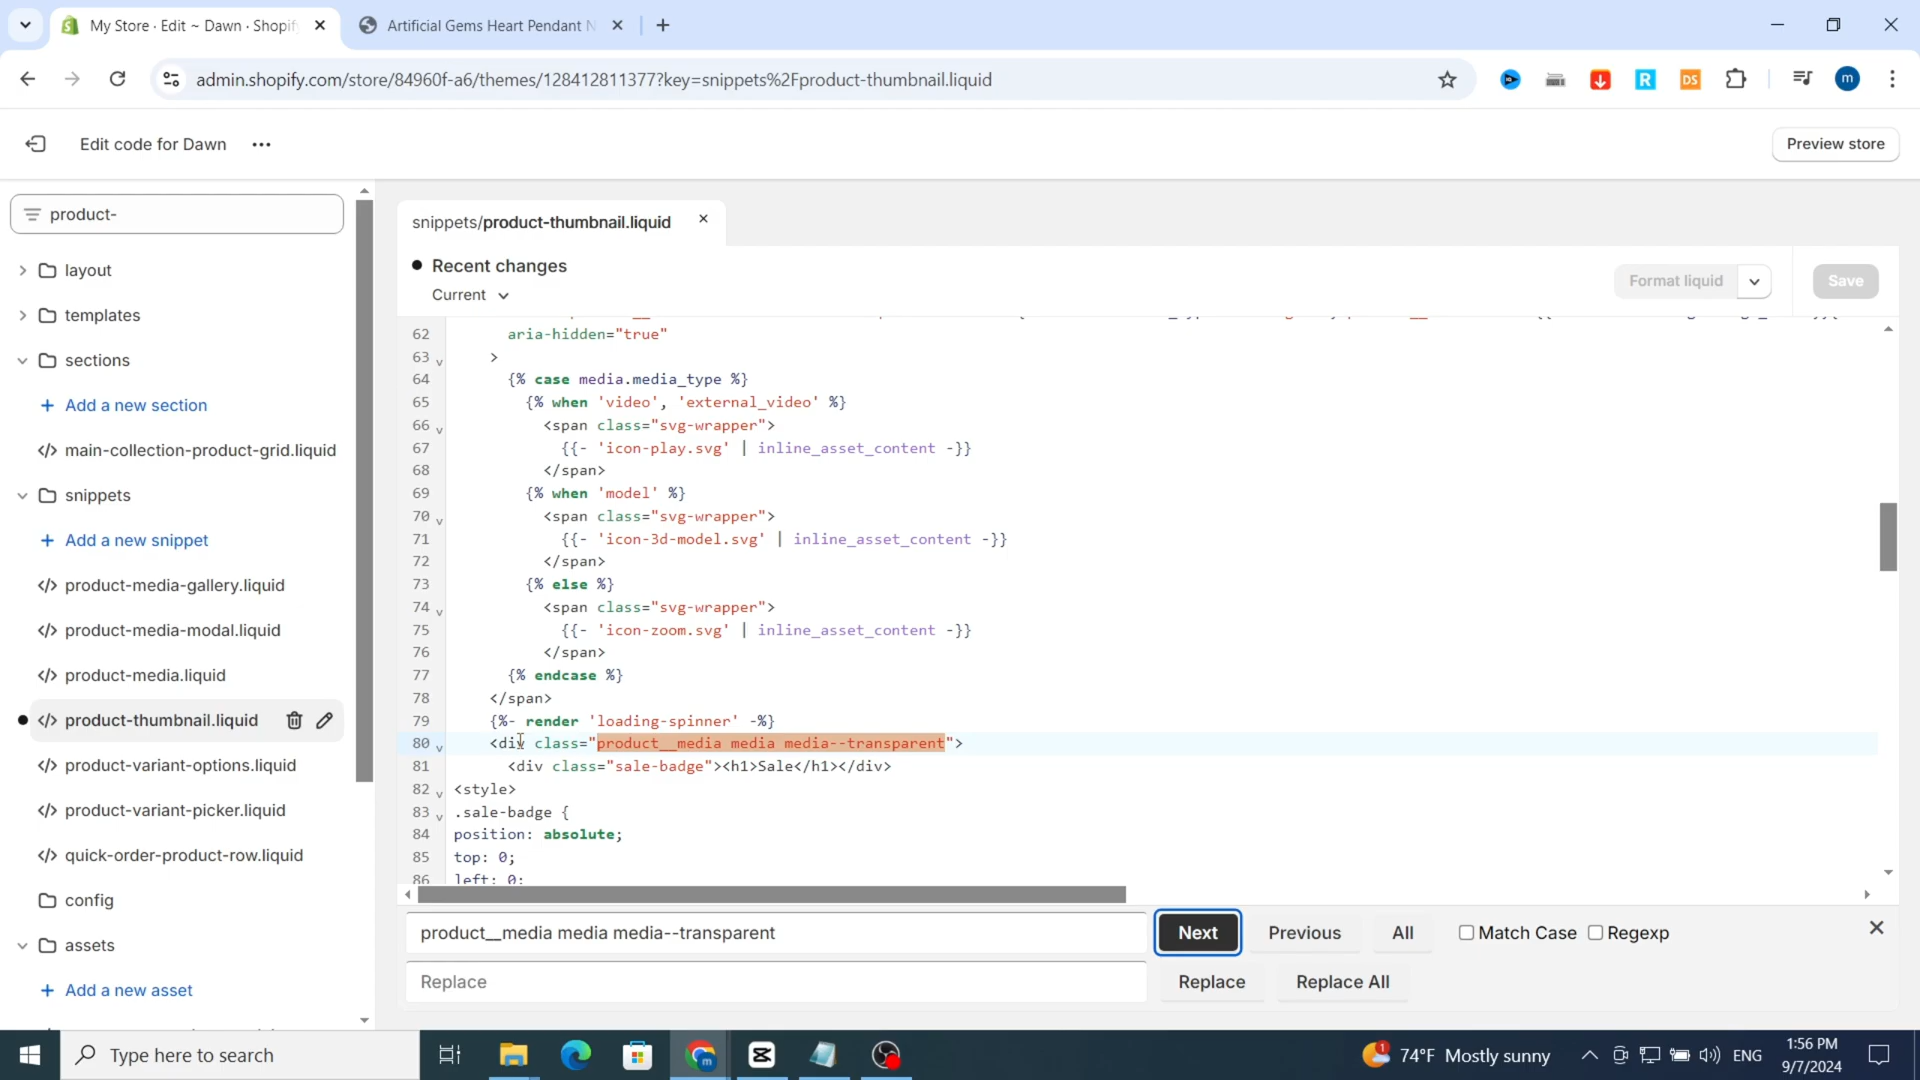 My Store · Edit ~ Dawn · Shopif
Artificial Gems Heart Pendant N
admin.shopify.com/store/84960f-a6/themes/128412811377?key=snippets%2Fproduct-thumbnail.liquid
R
DS
m
Edit code for Dawn
Preview store
product-
layout
templates
sections
Add a new section
main-collection-product-grid.liquid
snippets
Add a new snippet
product-media-gallery.liquid
product-media-modal.liquid
product-media.liquid
product-thumbnail.liquid
product-variant-options.liquid
product-variant-picker.liquid
quick-order-product-row.liquid
config
assets
Add a new asset
snippets/product-thumbnail.liquid
Recent changes
Current
Format liquid
Save
62 aria-hidden="true"
63 >
64 {% case media.media_type %}
65 {% when 'video', 'external_video' %}
66 <span class="svg-wrapper">
67 {{- 'icon-play.svg' | inline_asset_content -}}
68 </span>
69 {% when 'model' %}
70 <span class="svg-wrapper">
71 {{- 'icon-3d-model.svg' | inline_asset_content -}}
72 </span>
73 {% else %}
74 <span class="svg-wrapper">
75 {{- 'icon-zoom.svg' | inline_asset_content -}}
76 </span>
77 {% endcase %}
78 </span>
79 {%- render 'loading-spinner' -%}
80 <div class="product__media media media--transparent">
81 <div class="sale-badge"><h1>Sale</h1></div>
82 <style>
83 .sale-badge {
84 position: absolute;
85 top: 0;
86 left: 0;
product__media media media--transparent
Next
Previous
All
Match Case
Regexp
Replace
Replace
Replace All
Type here to search
m
1
74°F Mostly sunny
ENG
1:56 PM
9/7/2024